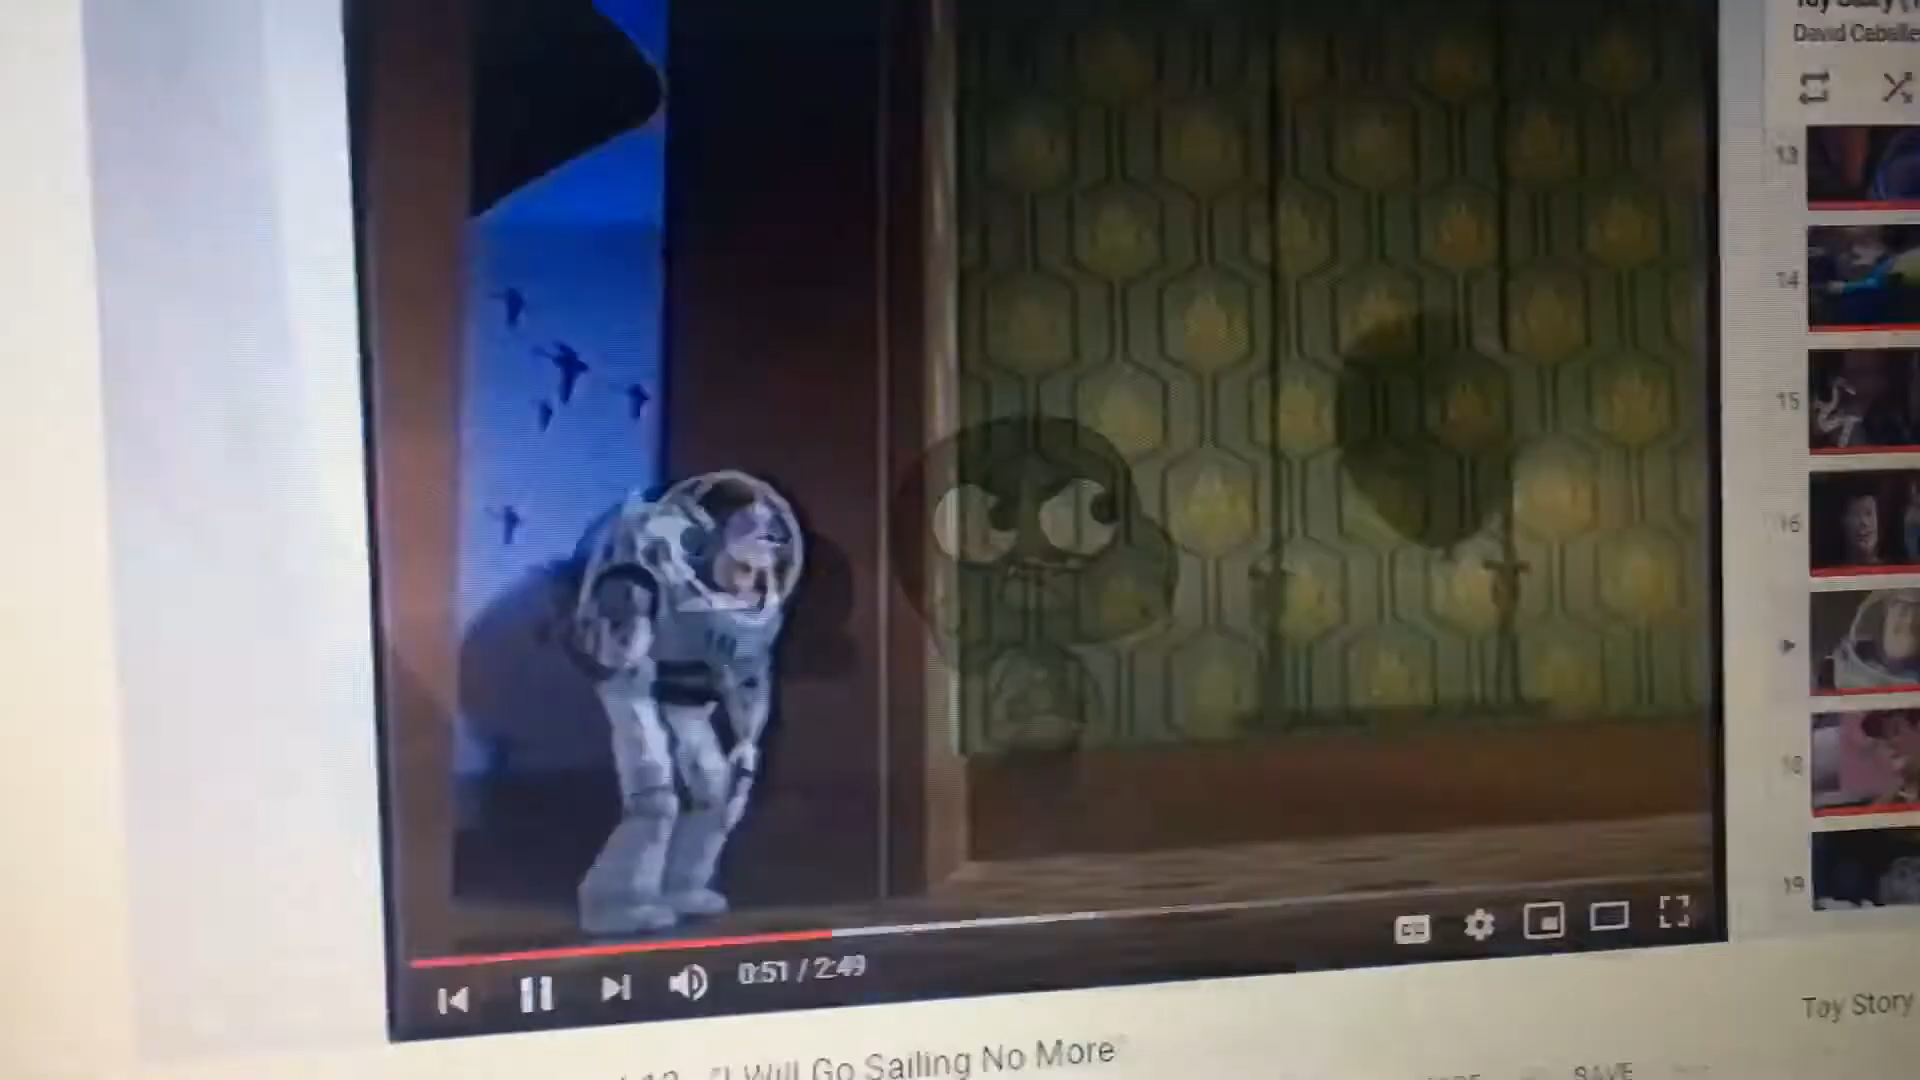 David Caballe
13
14
15
16
18
19
0:51 / 2:49
Toy Story
"I Will Go Sailing No More"
SAVE